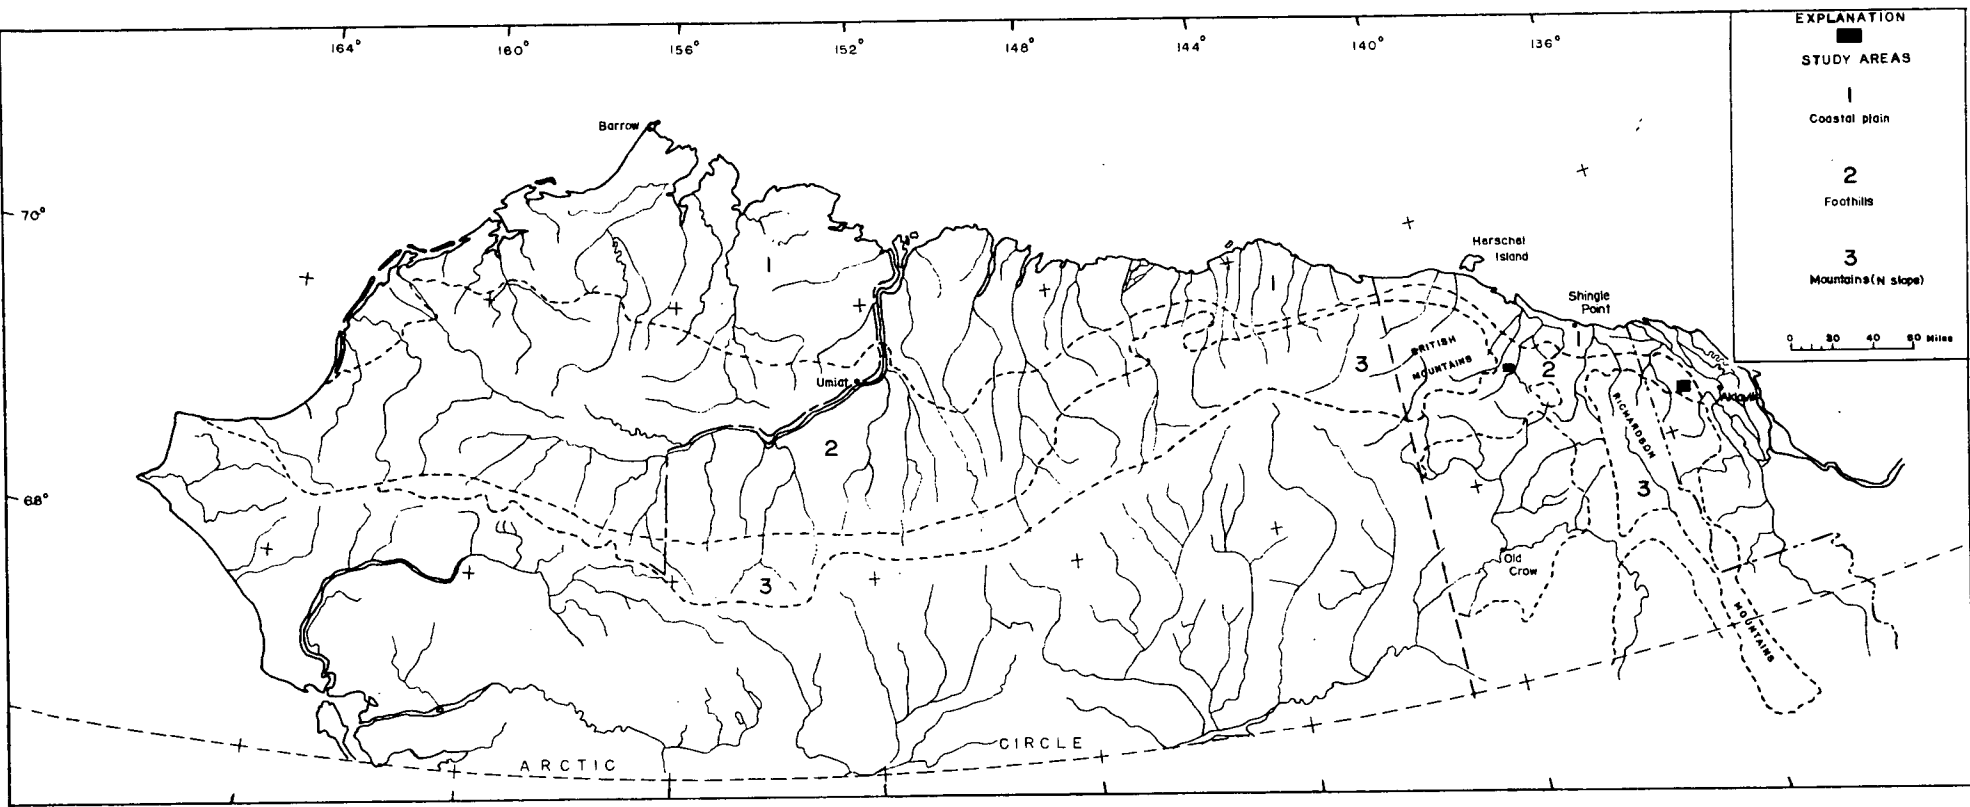 164° 160° 156° 152° 148° 144° 140° 136°
EXPLANATION
STUDY AREAS
1
Coastal plain
2
Foothills
3
Mountains (N slope)
0 20 40 60 Miles
Barrow
70°
Herschel
Island
1
1
Shingle
Point
1
BRITISH
MOUNTAINS
3
2
Umiat
Aklavik
RICHARDSON
2
3
68°
Old
Crow
3
MOUNTAINS
ARCTIC CIRCLE